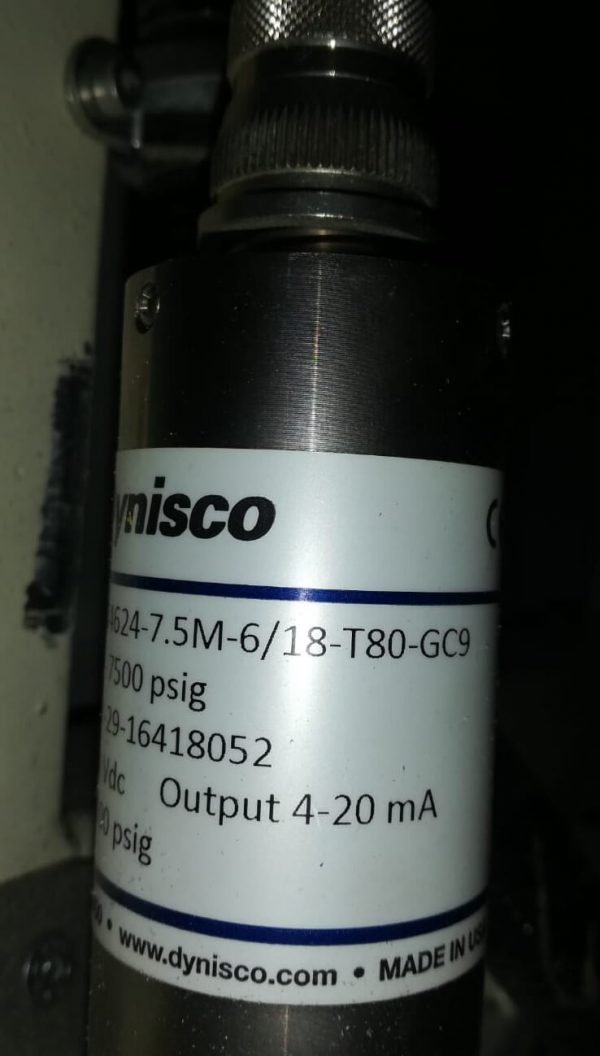 ynisco
4624-7.5M-6/18-T80-GC9
7500 psig
29-16418052
Vdc Output 4-20 mA
psig
• www.dynisco.com • MADE IN US